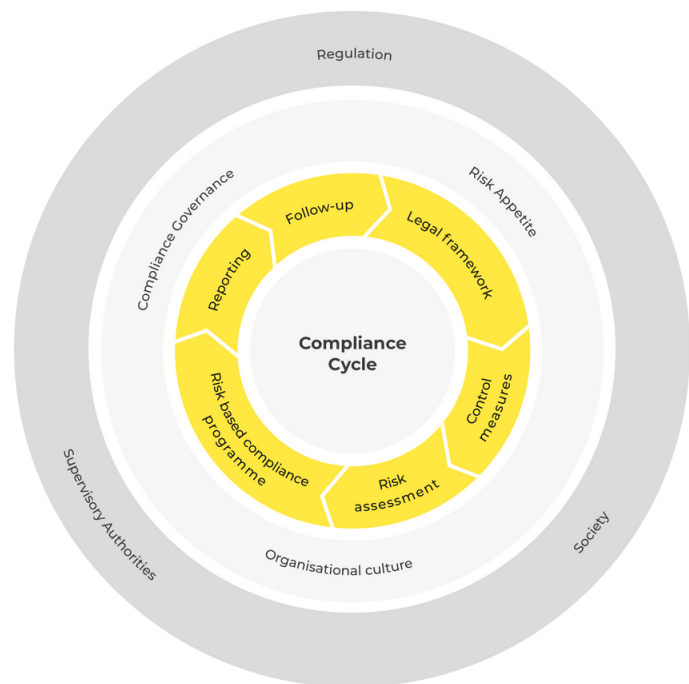 Regulation
Risk Appetite
Compliance Governance
Follow-up
Legal framework
Reporting
Compliance
Cycle
Control
measures
Risk based compliance
programme
Risk
assessment
Supervisory Authorities
Society
Organisational culture